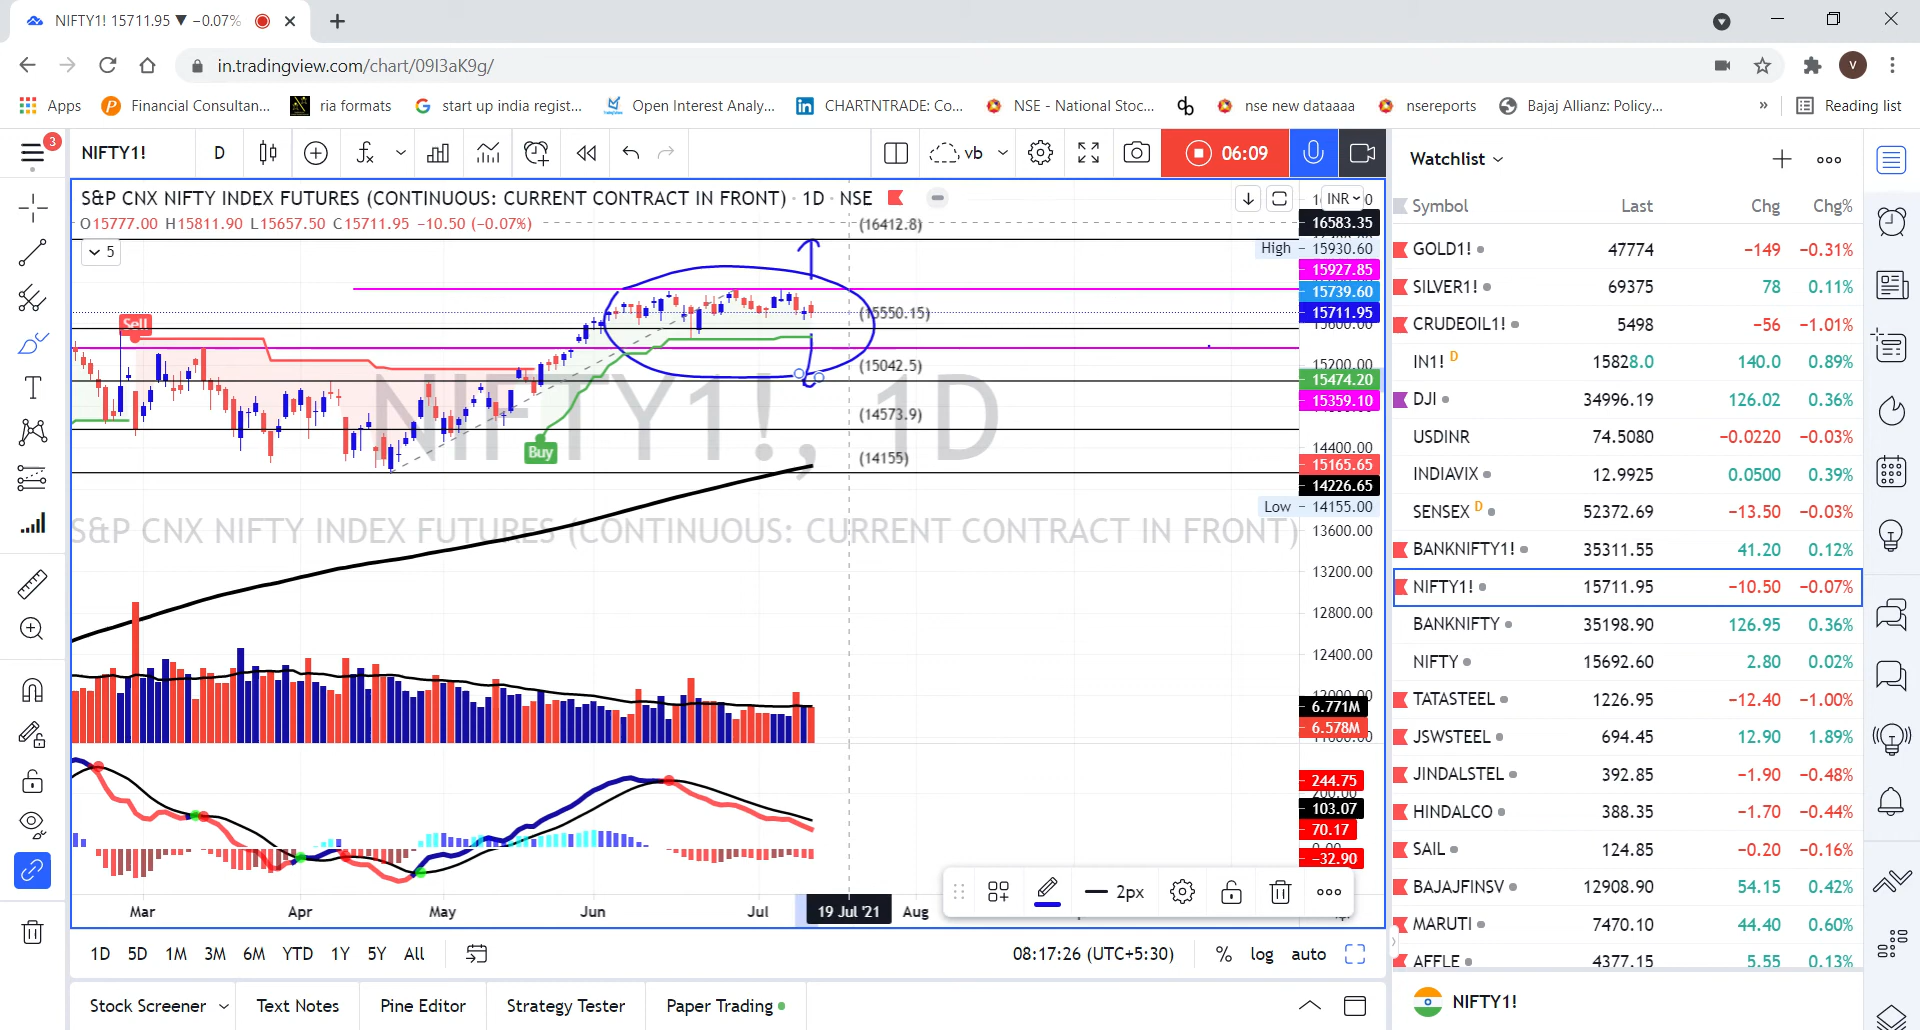 NIFTY1! 15711.95 ▼ −0.07%
in.tradingview.com/chart/09I3aK9g/
V
Apps
Financial Consultan...
ria formats
start up india regist...
Open Interest Analy...
CHARTNTRADE: Co...
NSE - National Stoc...
nse new dataaaa
nsereports
Bajaj Allianz: Policy...
»
Reading list
3
NIFTY1!
D
vb
06:09
Watchlist
S&P CNX NIFTY INDEX FUTURES (CONTINUOUS: CURRENT CONTRACT IN FRONT) · 1D · NSE
O15777.00 H15811.90 L15657.50 C15711.95 −10.50 (−0.07%)
5
INR
(16412.8)
(15550.15)
(15042.5)
(14573.9)
(14155)
Sell
Buy
NIFTY1!, 1D
S&P CNX NIFTY INDEX FUTURES (CONTINUOUS: CURRENT CONTRACT IN FRONT)
16583.35
High 15930.60
15927.85
15739.60
15711.95
15600.00
15200.00
15474.20
15359.10
14400.00
15165.65
14226.65
Low 14155.00
13600.00
13200.00
12800.00
12400.00
12000.00
6.771M
6.578M
244.75
200.00
103.07
70.17
0.00
−32.90
2px
Mar
Apr
May
Jun
Jul
19 Jul '21
Aug
1D 5D 1M 3M 6M YTD 1Y 5Y All
08:17:26 (UTC+5:30)
% log auto
Stock Screener
Text Notes
Pine Editor
Strategy Tester
Paper Trading
Symbol Last Chg Chg%
GOLD1! 47774 −149 −0.31%
SILVER1! 69375 78 0.11%
CRUDEOIL1! 5498 −56 −1.01%
IN1! D 15828.0 140.0 0.89%
DJI 34996.19 126.02 0.36%
USDINR 74.5080 −0.0220 −0.03%
INDIAVIX 12.9925 0.0500 0.39%
SENSEX D 52372.69 −13.50 −0.03%
BANKNIFTY1! 35311.55 41.20 0.12%
NIFTY1! 15711.95 −10.50 −0.07%
BANKNIFTY 35198.90 126.95 0.36%
NIFTY 15692.60 2.80 0.02%
TATASTEEL 1226.95 −12.40 −1.00%
JSWSTEEL 694.45 12.90 1.89%
JINDALSTEL 392.85 −1.90 −0.48%
HINDALCO 388.35 −1.70 −0.44%
SAIL 124.85 −0.20 −0.16%
BAJAJFINSV 12908.90 54.15 0.42%
MARUTI 7470.10 44.40 0.60%
AFFLE 4377.15 5.55 0.13%
NIFTY1!